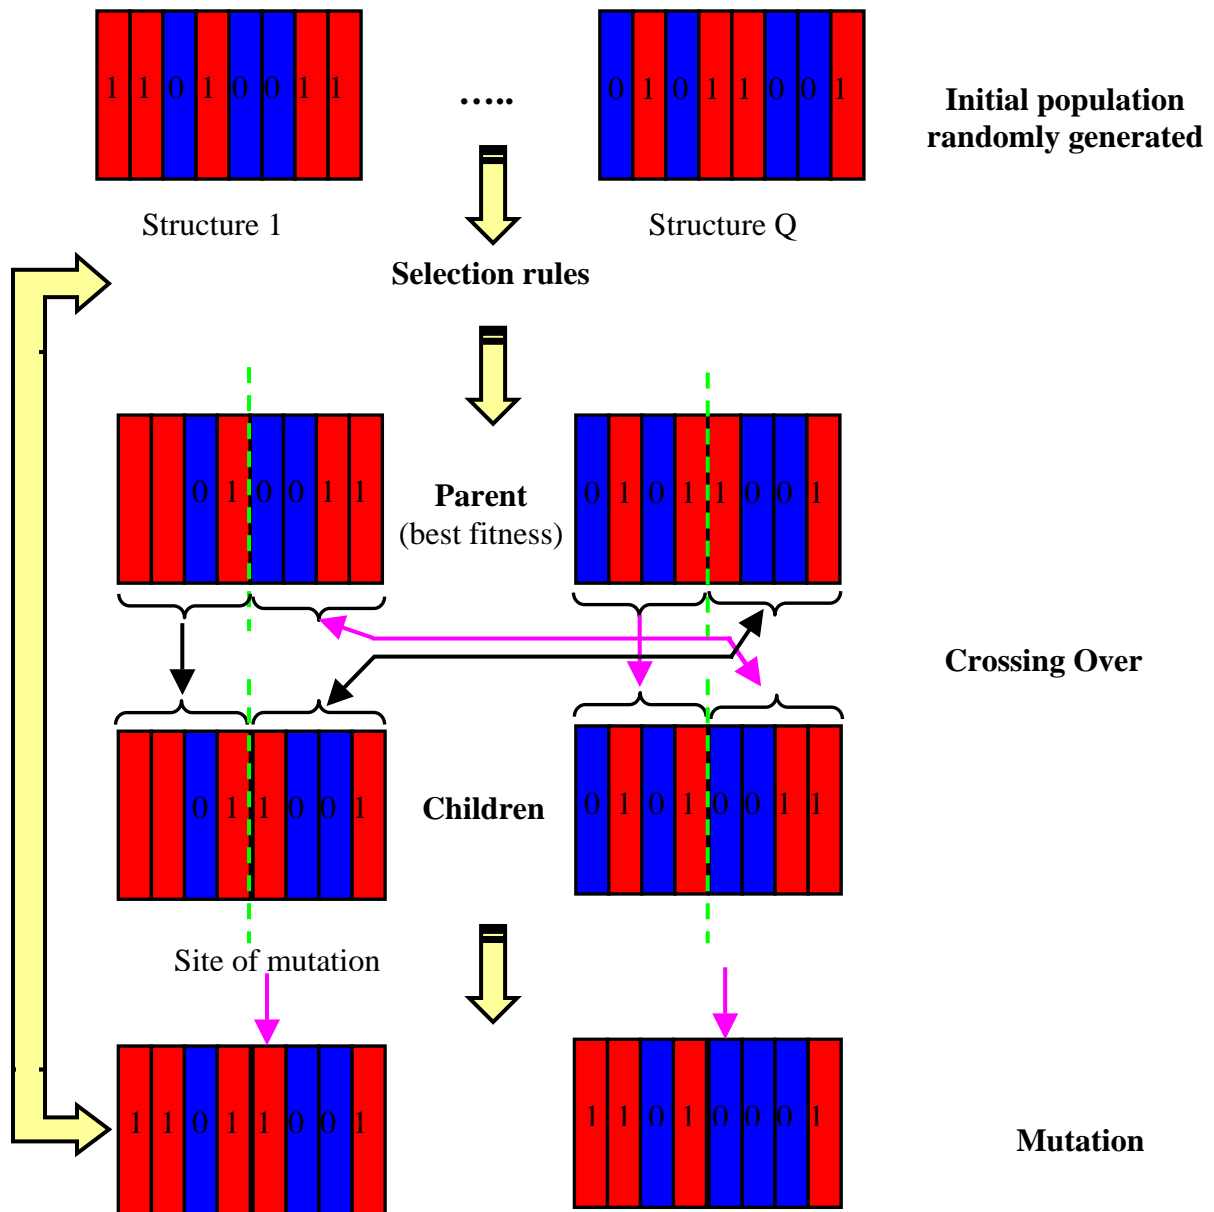 1 1 0 1 0 0 1 1
.....
0 1 0 1 1 0 0 1
Initial population
randomly generated
Structure 1
Structure Q
Selection rules
0 1 0 0 1 1
Parent
(best fitness)
0 1 0 1 1 0 0 1
Crossing Over
0 1 1 0 0 1
Children
0 1 0 1 0 0 1 1
Site of mutation
1 1 0 1 1 0 0 1
1 1 0 1 0 0 0 1
Mutation